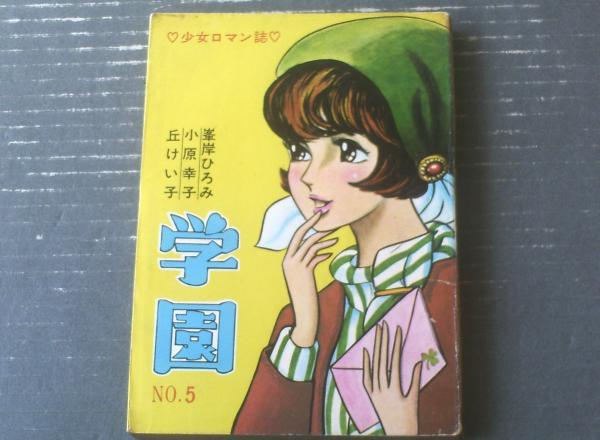 ♡少女ロマン誌♡
峯岸ひろみ
小原幸子
丘けい子
学園
NO.5